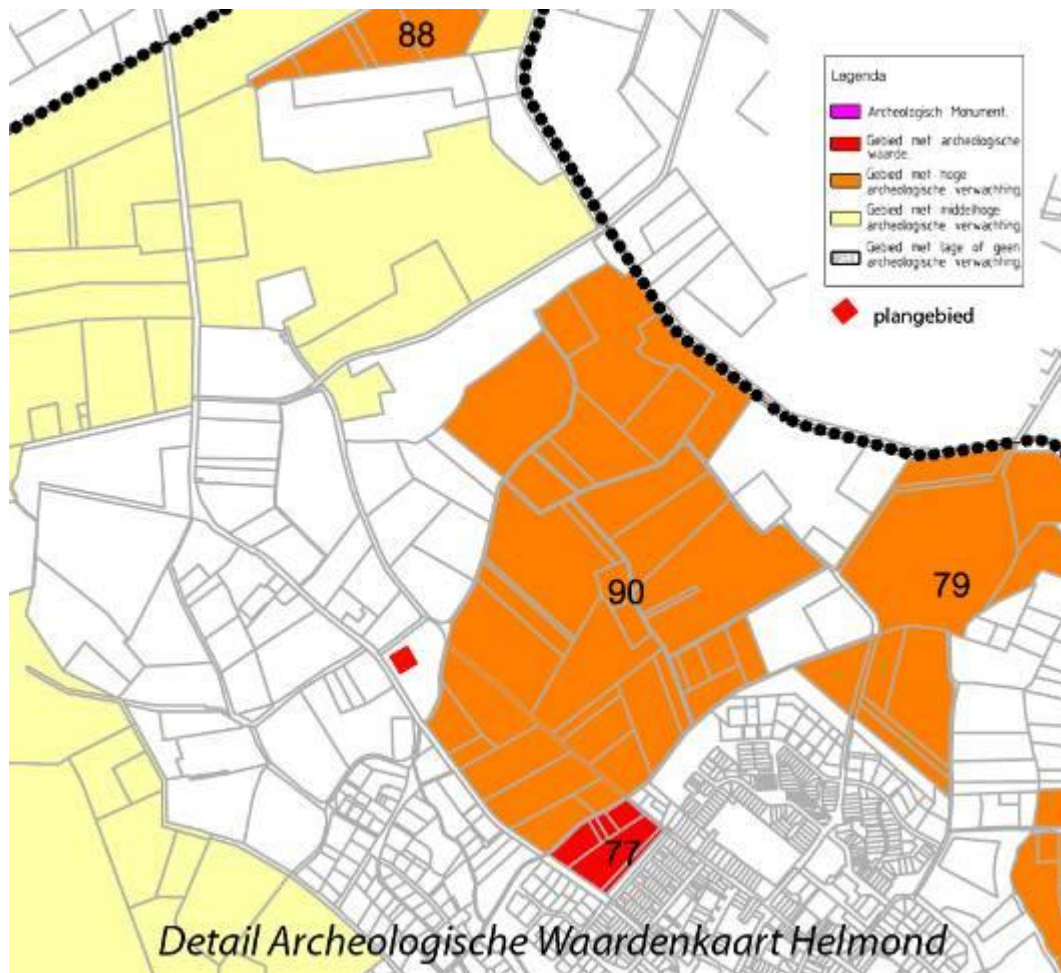 88
Legenda
Archeologisch Monument.
Gebied met archeologische
waarde.
Gebied met hoge
archeologische verwachting.
Gebied met middelhoge
archeologische verwachting.
Gebied met lage of geen
archeologische verwachting.
plangebied
90
79
77
Detail Archeologische Waardenkaart Helmond